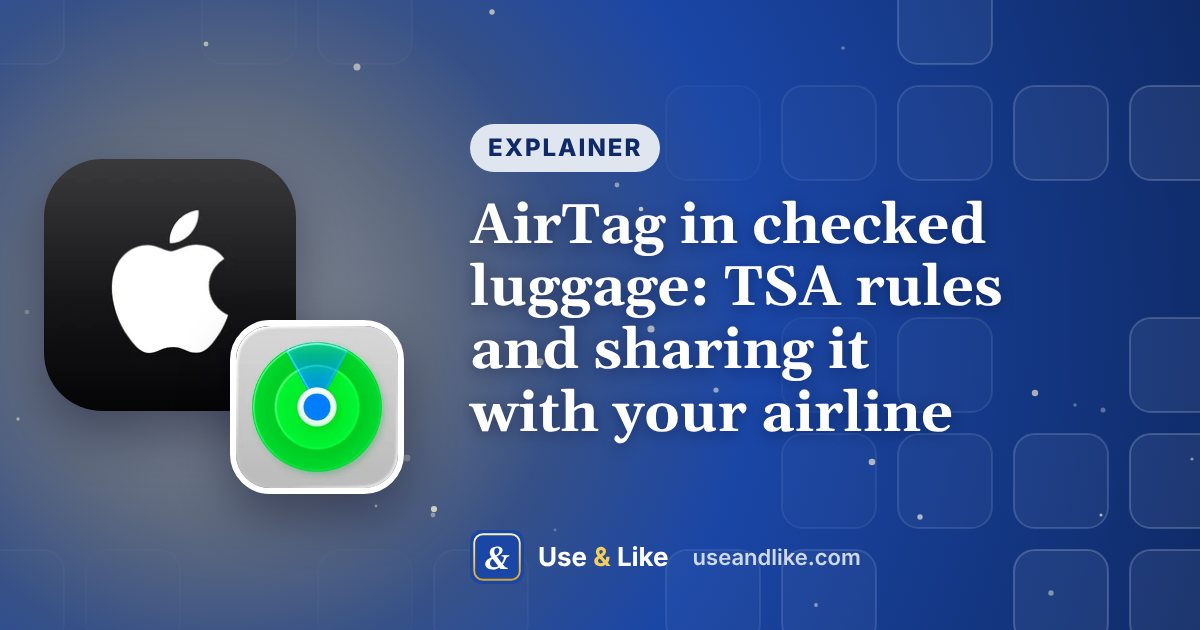 EXPLAINER
AirTag in checked
luggage: TSA rules
and sharing it
with your airline
& Use & Like useandlike.com